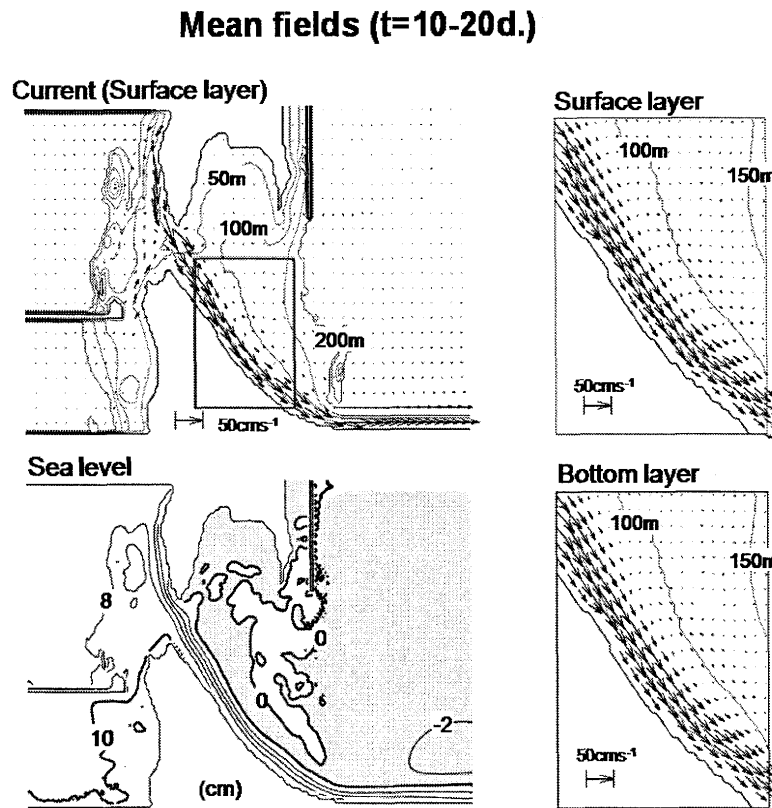 Mean fields (t=10-20d.)
Current (Surface layer)
50m
100m
200m
50cms⁻¹
Surface layer
100m
150m
50cms⁻¹
Sea level
8
0
0
10
-2
(cm)
Bottom layer
100m
150m
50cms⁻¹